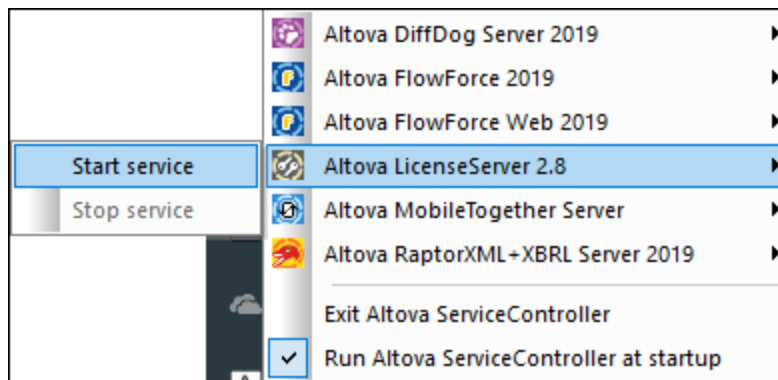 Altova DiffDog Server 2019
Altova FlowForce 2019
Altova FlowForce Web 2019
Start service
Altova LicenseServer 2.8
Stop service
Altova MobileTogether Server
Altova RaptorXML+XBRL Server 2019
Exit Altova ServiceController
Run Altova ServiceController at startup